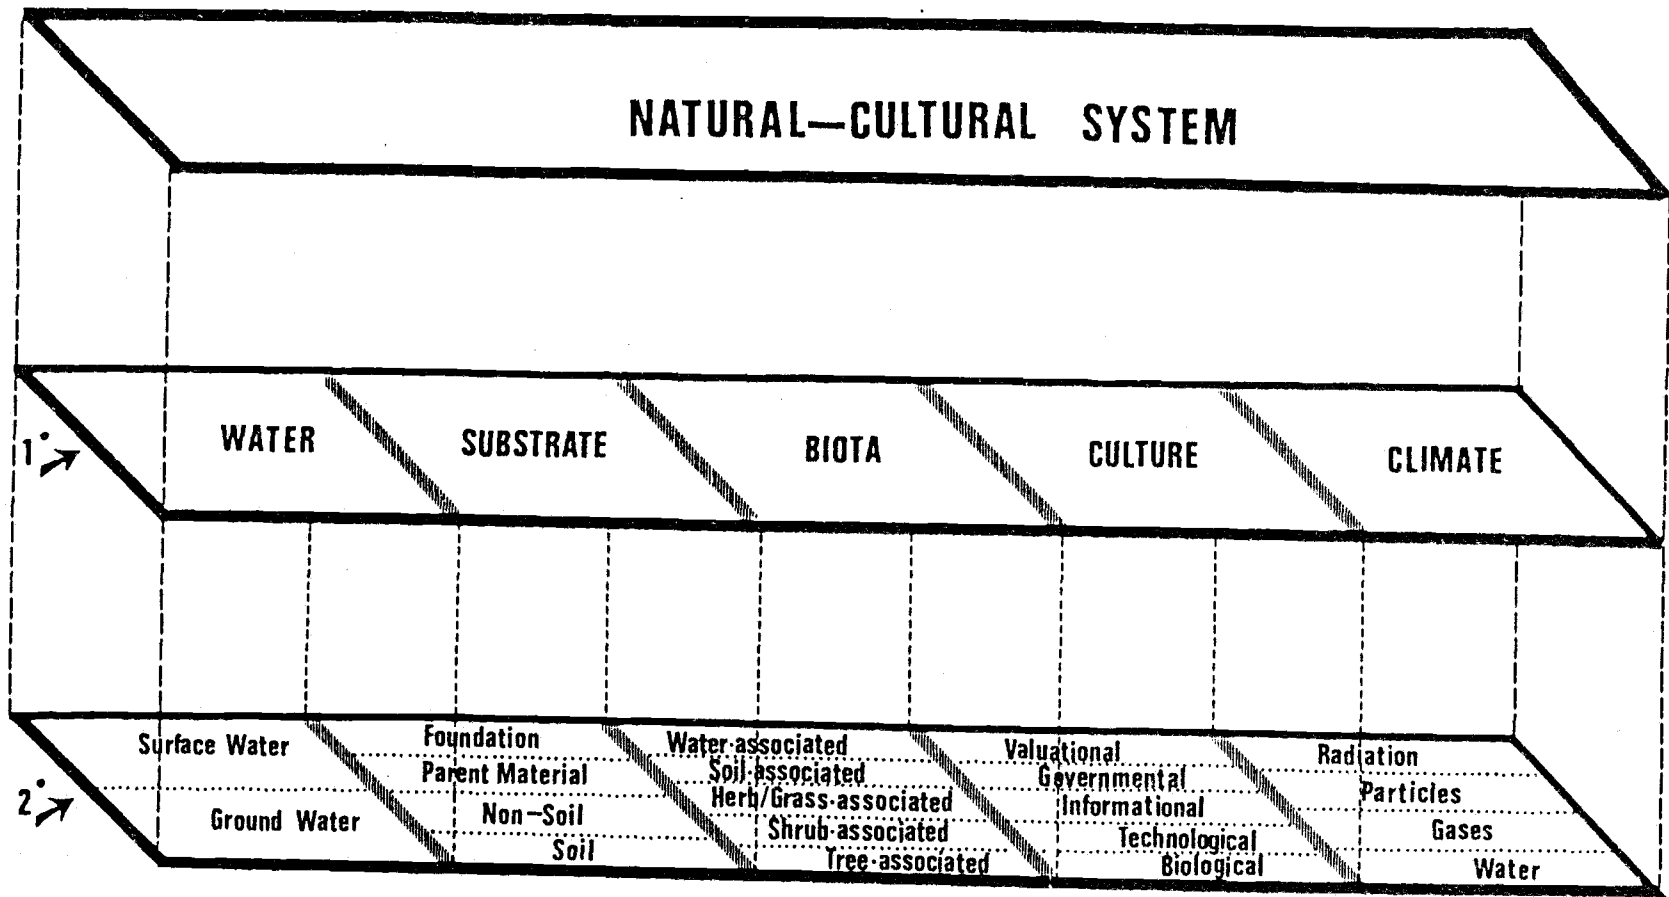 NATURAL—CULTURAL SYSTEM
1°
WATER
SUBSTRATE
BIOTA
CULTURE
CLIMATE
2°
Surface Water
Ground Water
Foundation
Parent Material
Non–Soil
Soil
Water-associated
Soil-associated
Herb/Grass-associated
Shrub-associated
Tree-associated
Valuational
Governmental
Informational
Technological
Biological
Radiation
Particles
Gases
Water